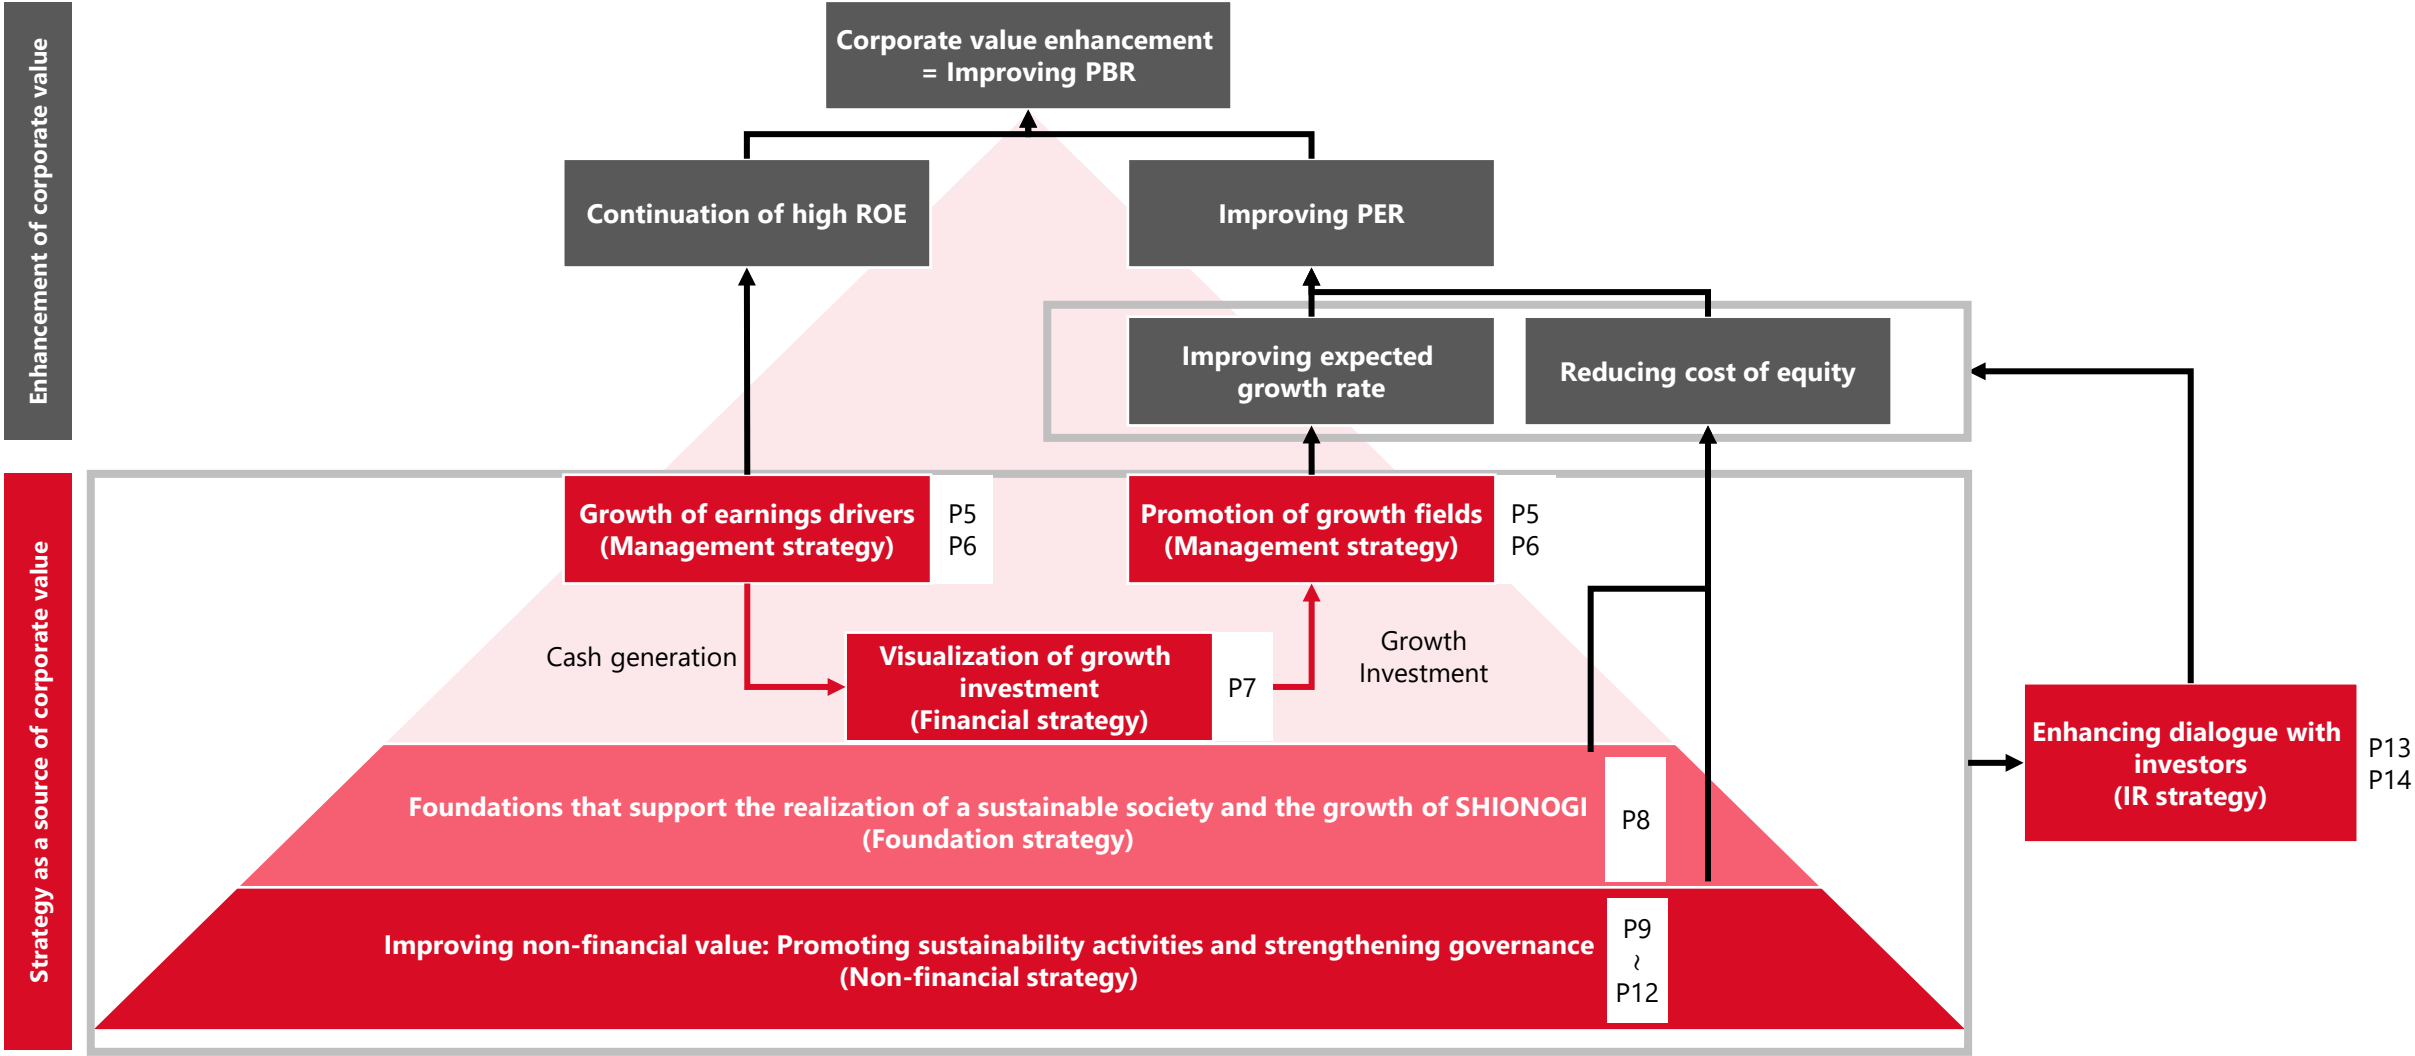 Enhancement of corporate value
Corporate value enhancement
= Improving PBR
Continuation of high ROE
Improving PER
Improving expected
growth rate
Reducing cost of equity
Strategy as a source of corporate value
Growth of earnings drivers
(Management strategy)
P5
P6
Promotion of growth fields
(Management strategy)
P5
P6
Cash generation
Visualization of growth
investment
(Financial strategy)
P7
Growth
Investment
Enhancing dialogue with
investors
(IR strategy)
P13
P14
Foundations that support the realization of a sustainable society and the growth of SHIONOGI
(Foundation strategy)
P8
Improving non-financial value: Promoting sustainability activities and strengthening governance
(Non-financial strategy)
P9
~
P12